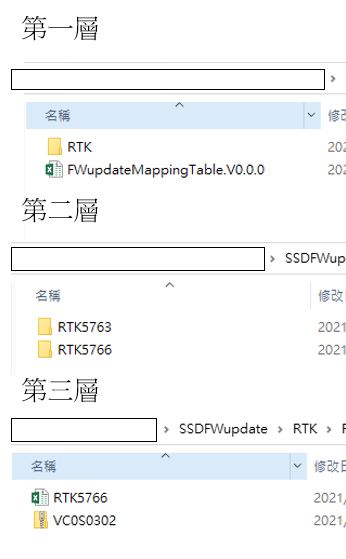 第一層
名稱
修改
RTK
202
FWupdateMappingTable.V0.0.0
202
第二層
SSDFWup
名稱
修改日
RTK5763
2021
RTK5766
2021
第三層
SSDFWupdate
RTK
名稱
修改日
RTK5766
2021/
VC0S0302
2021/